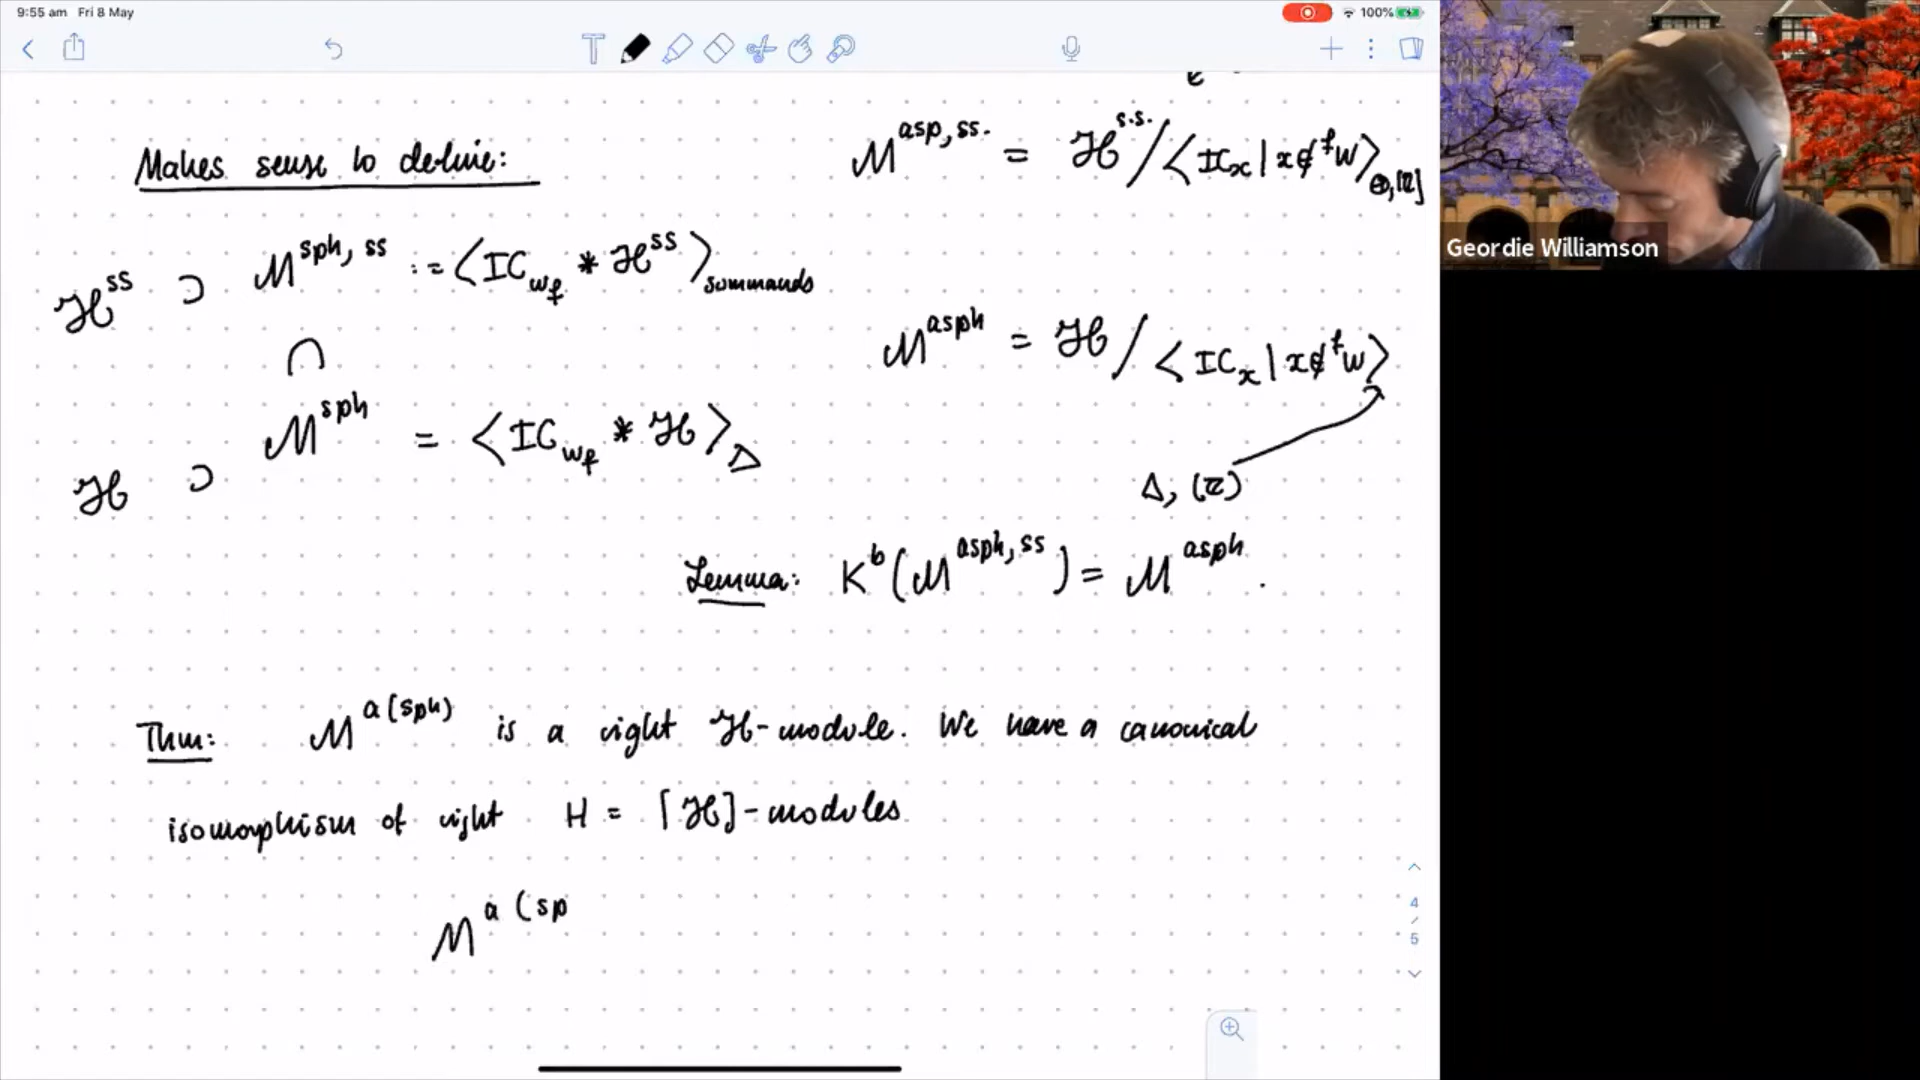 9:55 am Fri 8 May
100%
Makes sense to define:
M^{asp, ss.} = H^{s.s.} / ⟨IC_x | x ∉ ^fW⟩_{⊕,[ℤ]}
H^{ss} ⊃ M^{sph, ss} := ⟨IC_{w_f} * H^{ss}⟩_{summands}
∩
M^{asph} = H / ⟨IC_x | x ∉ ^fW⟩
H ⊃ M^{sph} = ⟨IC_{w_f} * H⟩_Δ
Δ, (ℤ)
Lemma: K^b(M^{asph, ss}) = M^{asph}.
Thm: M^{a(sph)} is a right H-module. We have a canonical
isomorphism of right H = [H]-modules
M^{a (sp}
4
/
5
Geordie Williamson